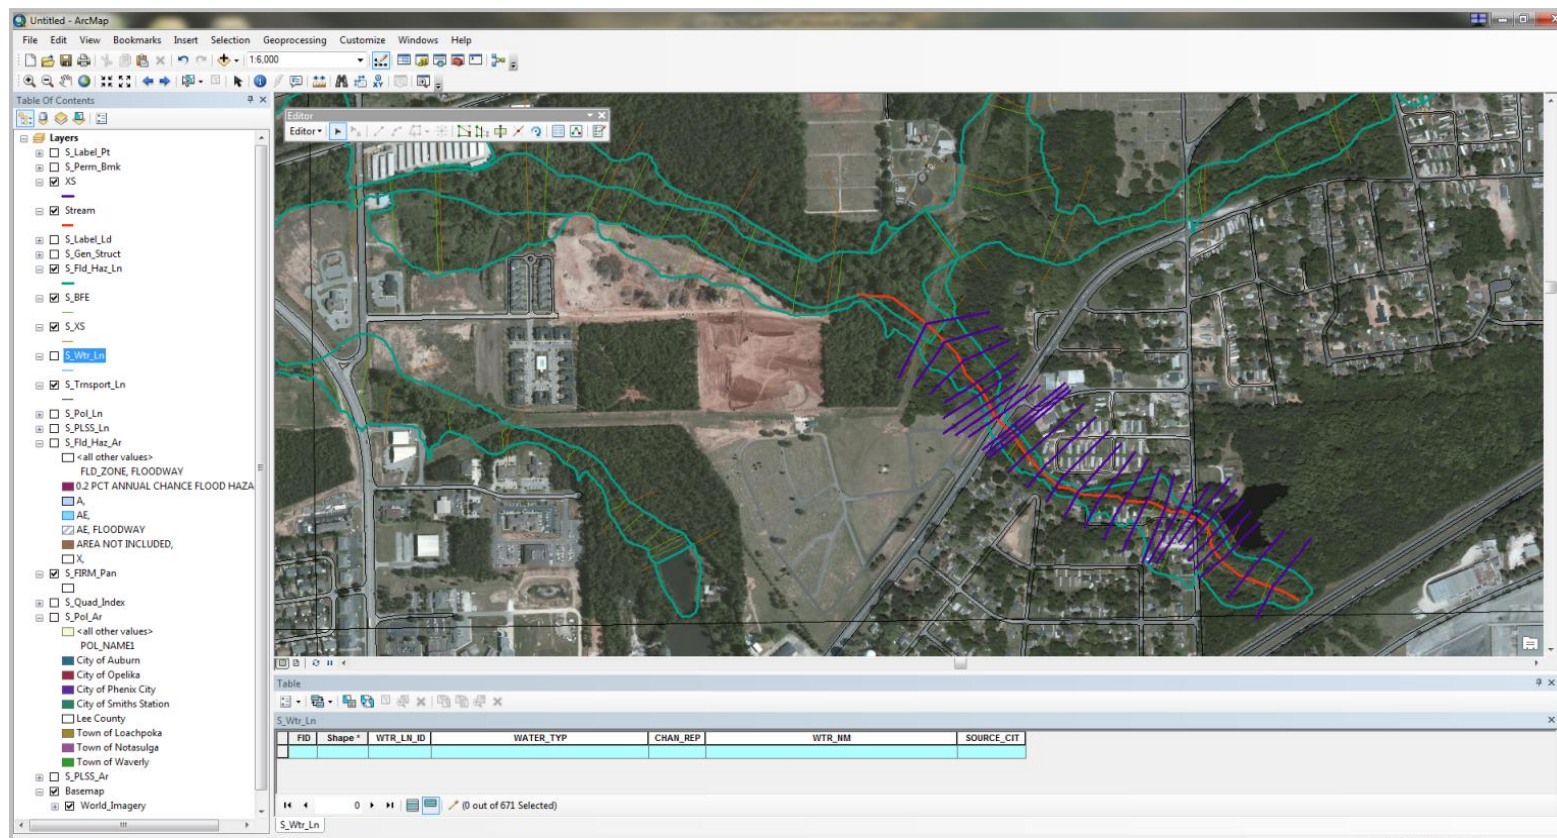 Untitled - ArcMap
File Edit View Bookmarks Insert Selection Geoprocessing Customize Windows Help
1:6,000
Table Of Contents
Layers
S_Label_Pt
S_Perm_Bmk
XS
Stream
S_Label_Ld
S_Gen_Struct
S_Fld_Haz_Ln
S_BFE
S_XS
S_Wtr_Ln
S_Trnsport_Ln
S_Pol_Ln
S_PLSS_Ln
S_Fld_Haz_Ar
<all other values>
FLD_ZONE, FLOODWAY
0.2 PCT ANNUAL CHANCE FLOOD HAZA
A,
AE,
AE, FLOODWAY
AREA NOT INCLUDED,
X,
S_FIRM_Pan
S_Quad_Index
S_Pol_Ar
<all other values>
POL_NAME1
City of Auburn
City of Opelika
City of Phenix City
City of Smiths Station
Lee County
Town of Loachpoka
Town of Notasulga
Town of Waverly
S_PLSS_Ar
Basemap
World_Imagery
Editor
Editor
Table
S_Wtr_Ln
FID Shape * WTR_LN_ID WATER_TYP CHAN_REP WTR_NM SOURCE_CIT
0 (0 out of 671 Selected)
S_Wtr_Ln